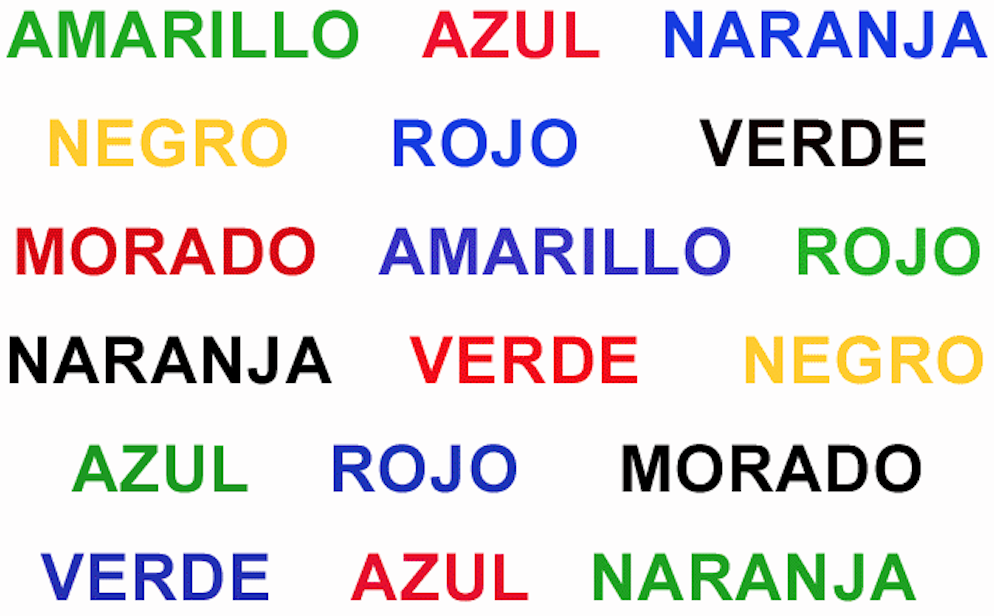 AMARILLO AZUL NARANJA
NEGRO ROJO VERDE
MORADO AMARILLO ROJO
NARANJA VERDE NEGRO
AZUL ROJO MORADO
VERDE AZUL NARANJA